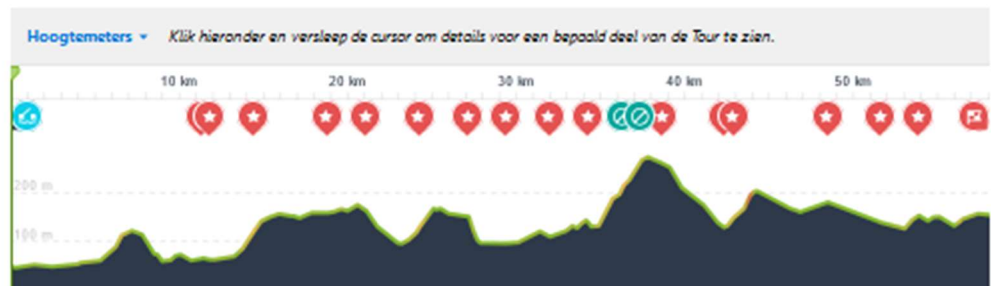 Hoogtemeters Klik hieronder en versleep de cursor om details voor een bepaald deel van de Tour te zien.
10 km 20 km 30 km 40 km 50 km
200 m
100 m